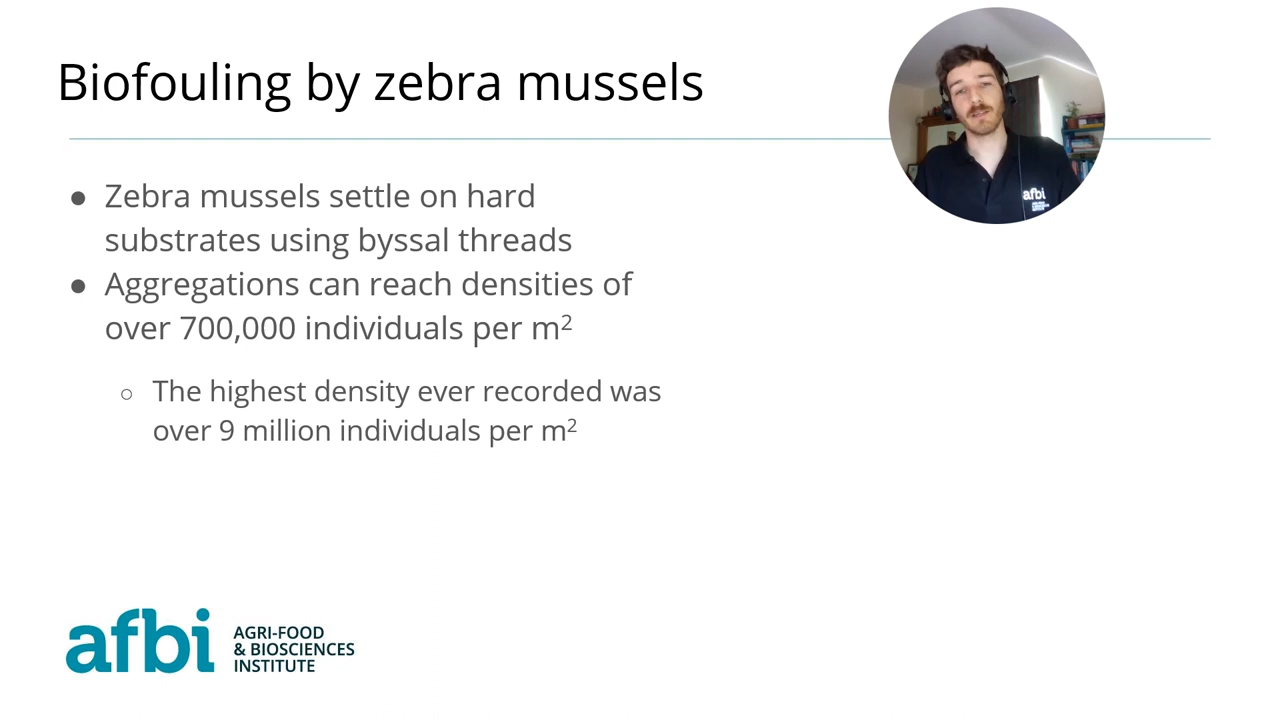 Biofouling by zebra mussels
● Zebra mussels settle on hard
substrates using byssal threads
● Aggregations can reach densities of
over 700,000 individuals per m²
○ The highest density ever recorded was
over 9 million individuals per m²
afbi
afbi
AGRI-FOOD
& BIOSCIENCES
INSTITUTE